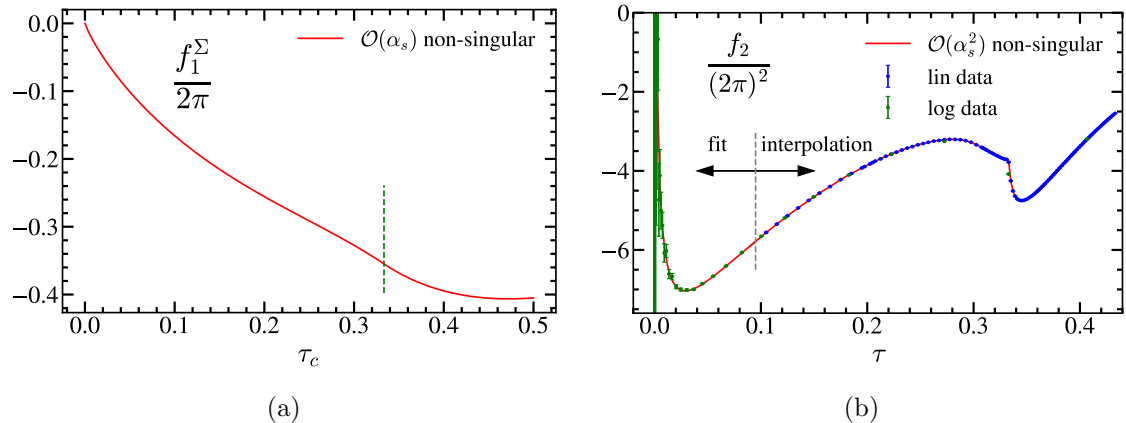 0.0
−0.1
−0.2
−0.3
−0.4
0.0 0.1 0.2 0.3 0.4 0.5
τ_c
f_1^Σ
2π
𝒪(α_s) non-singular
(a)
0
−2
−4
−6
0.0 0.1 0.2 0.3 0.4
τ
f_2
(2π)^2
𝒪(α_s^2) non-singular
lin data
log data
fit interpolation
(b)